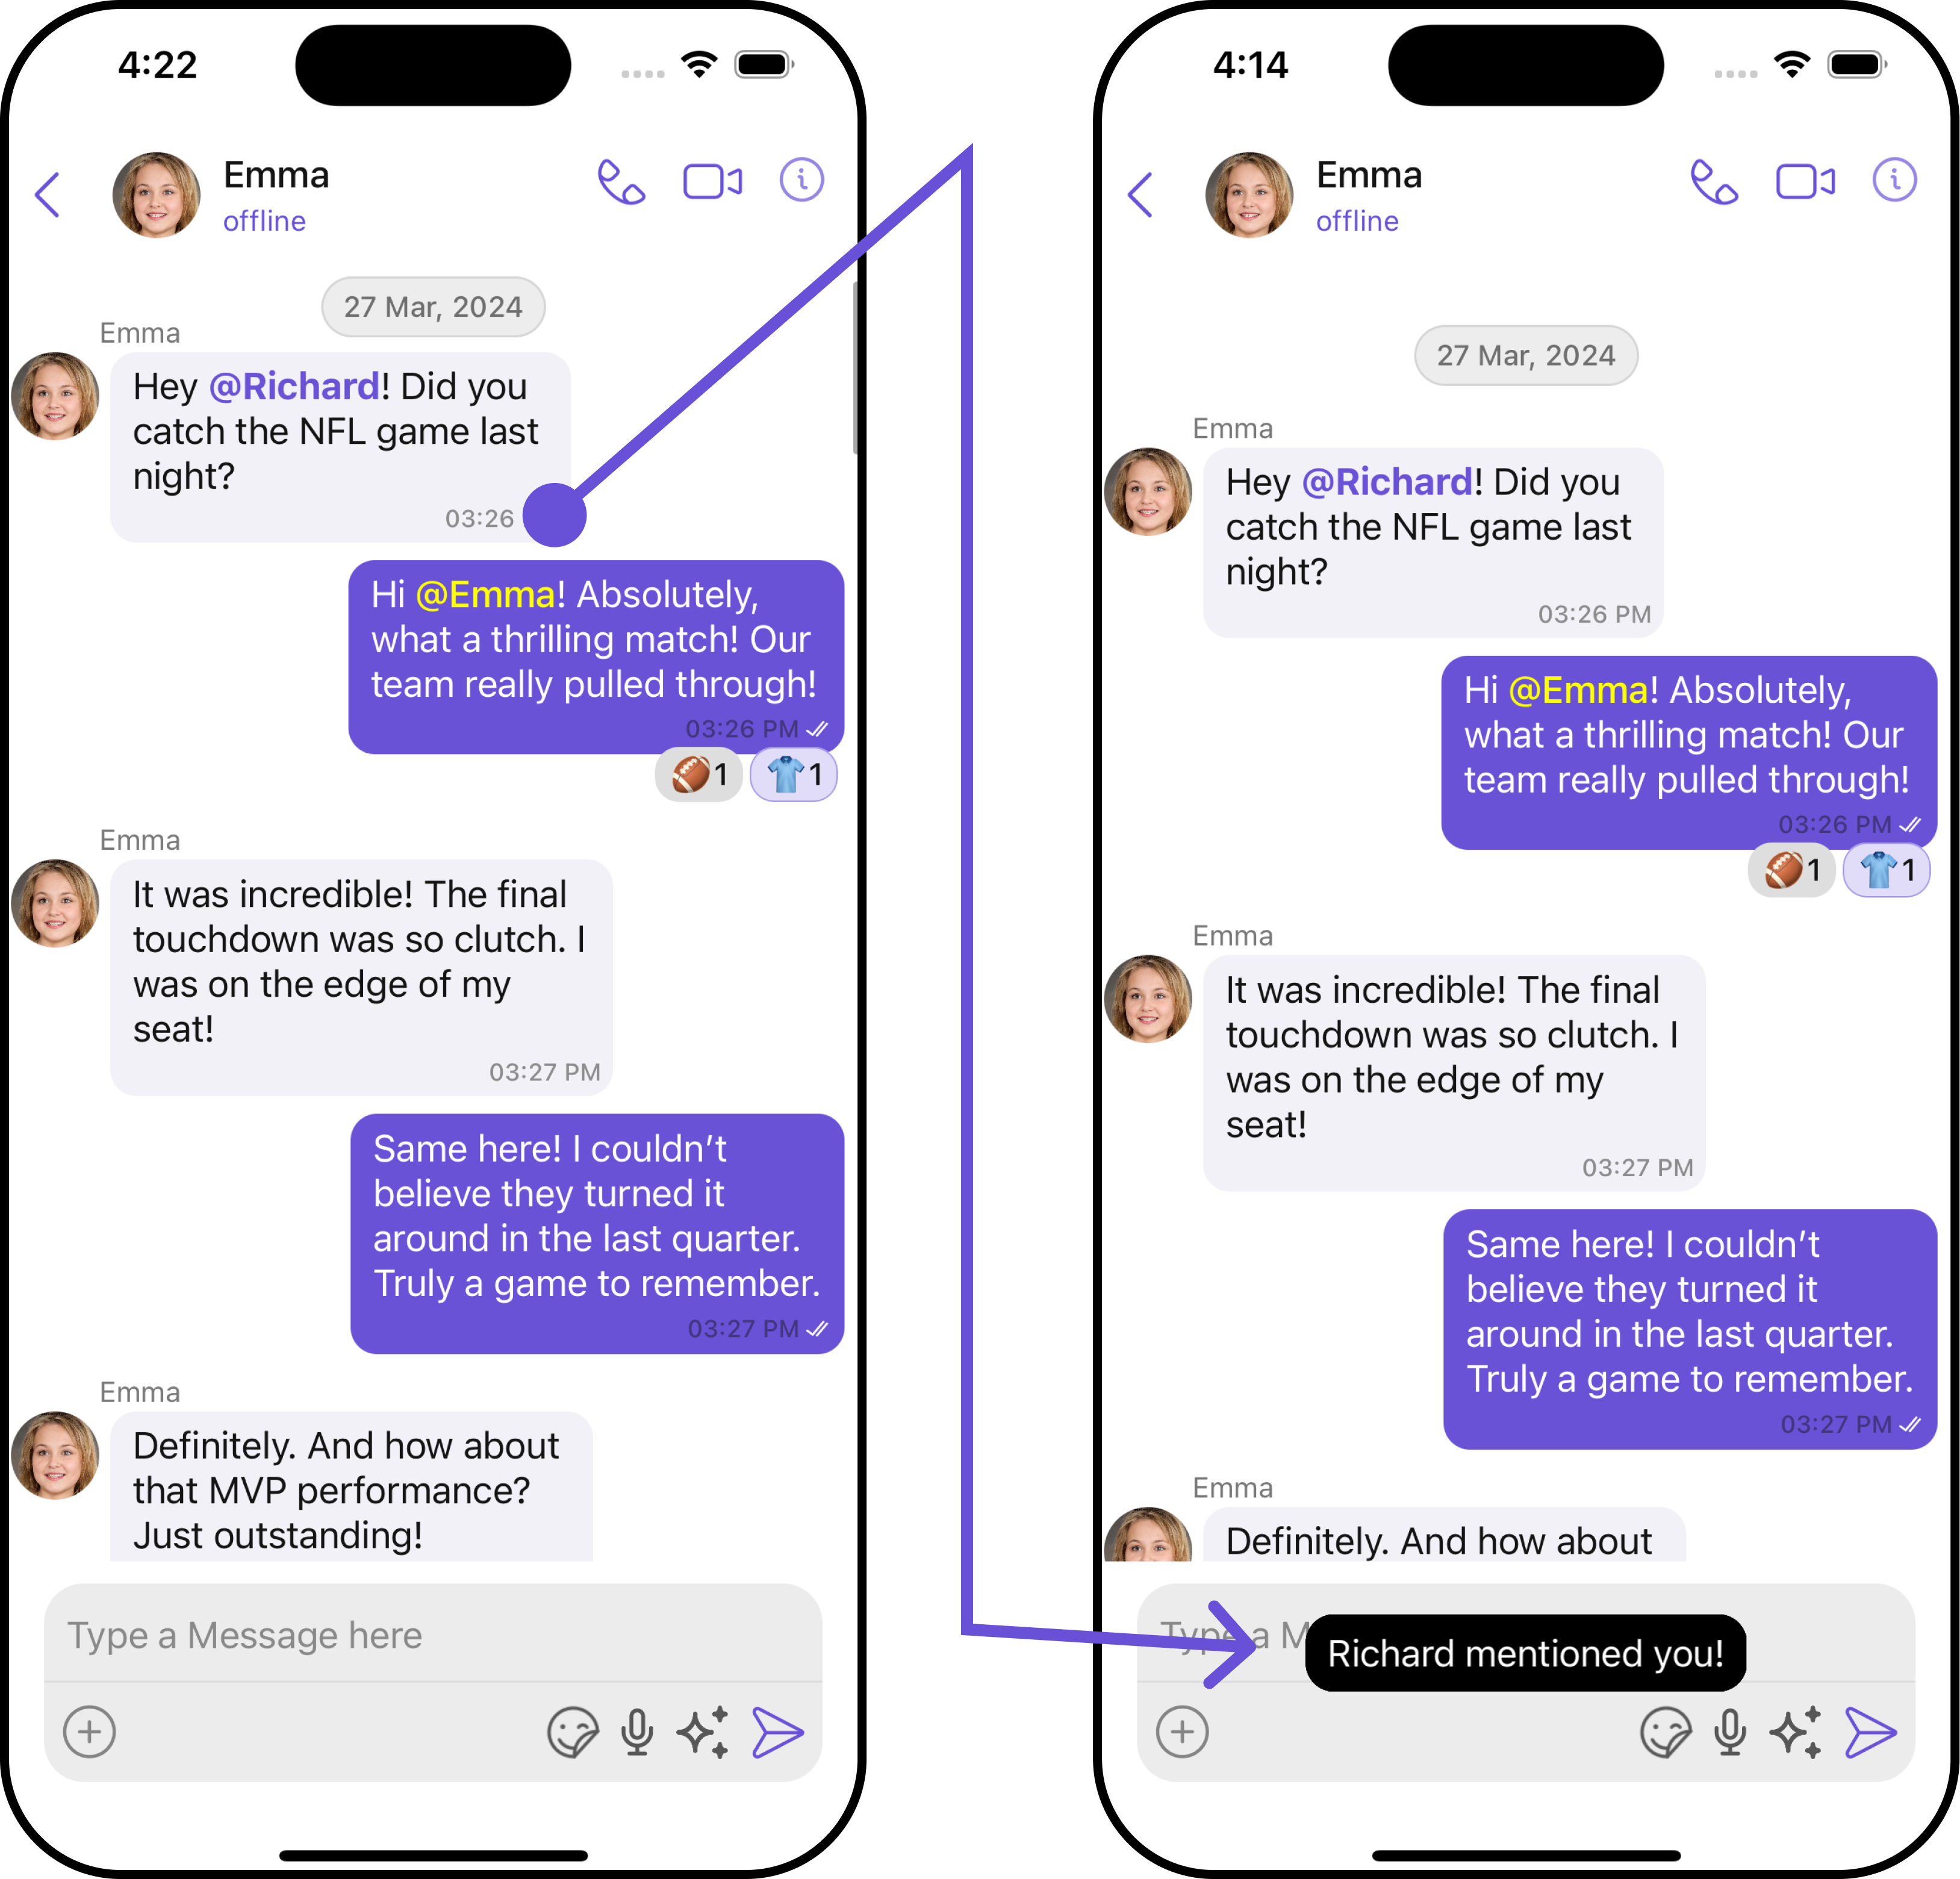 4:22
Emma
offline
27 Mar, 2024
Emma
Hey @Richard! Did you
catch the NFL game last
night?
03:26
Hi @Emma! Absolutely,
what a thrilling match! Our
team really pulled through!
03:26 PM
1 1
Emma
It was incredible! The final
touchdown was so clutch. I
was on the edge of my
seat!
03:27 PM
Same here! I couldn’t
believe they turned it
around in the last quarter.
Truly a game to remember.
03:27 PM
Emma
Definitely. And how about
that MVP performance?
Just outstanding!
Type a Message here
4:14
Emma
offline
27 Mar, 2024
Emma
Hey @Richard! Did you
catch the NFL game last
night?
03:26 PM
Hi @Emma! Absolutely,
what a thrilling match! Our
team really pulled through!
03:26 PM
1 1
Emma
It was incredible! The final
touchdown was so clutch. I
was on the edge of my
seat!
03:27 PM
Same here! I couldn’t
believe they turned it
around in the last quarter.
Truly a game to remember.
03:27 PM
Emma
Definitely. And how about
Type a M
Richard mentioned you!